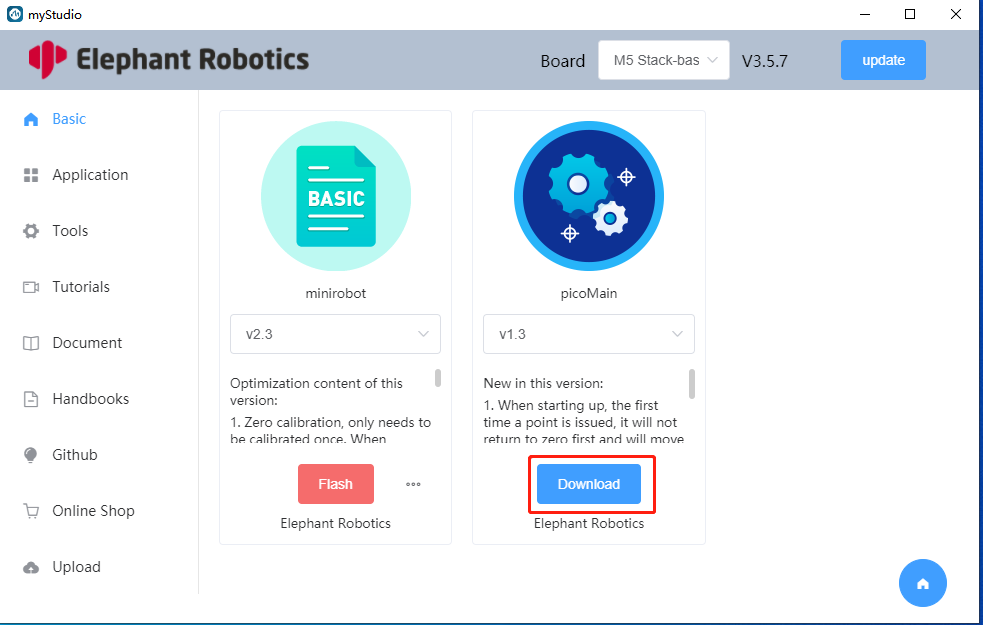 myStudio
Elephant Robotics
Board
M5 Stack-bas
V3.5.7
update
Basic
Application
Tools
Tutorials
Document
Handbooks
Github
Online Shop
Upload
BASIC
minirobot
v2.3
Optimization content of this
version:
1. Zero calibration, only needs to
be calibrated once. When
Flash
Elephant Robotics
picoMain
v1.3
New in this version:
1. When starting up, the first
time a point is issued, it will not
return to zero first and will move
Download
Elephant Robotics